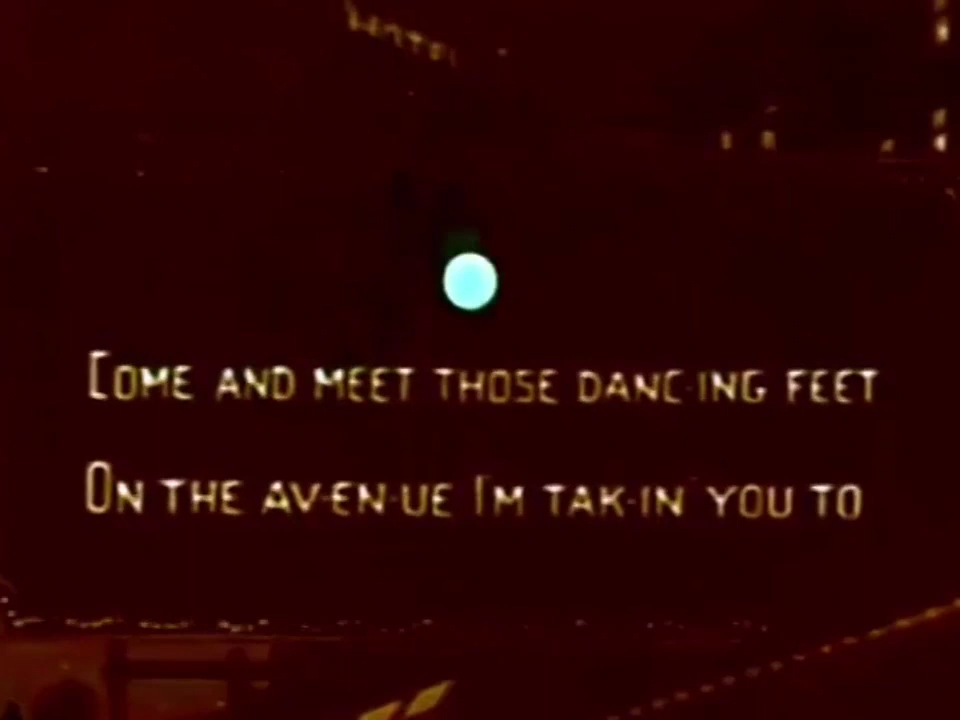 COME AND MEET THOSE DANC-ING FEET
ON THE AV-EN-UE I'M TAK-IN' YOU TO